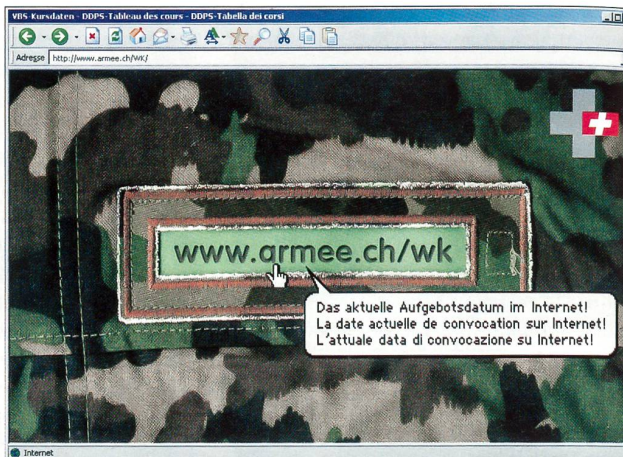 VBS-Kursdaten - DDPS-Tableau des cours - DDPS-Tabella dei corsi
Adresse http://www.armee.ch/WK/
www.armee.ch/wk
Das aktuelle Aufgebotsdatum im Internet!
La date actuelle de convocation sur Internet!
L'attuale data di convocazione su Internet!
Internet